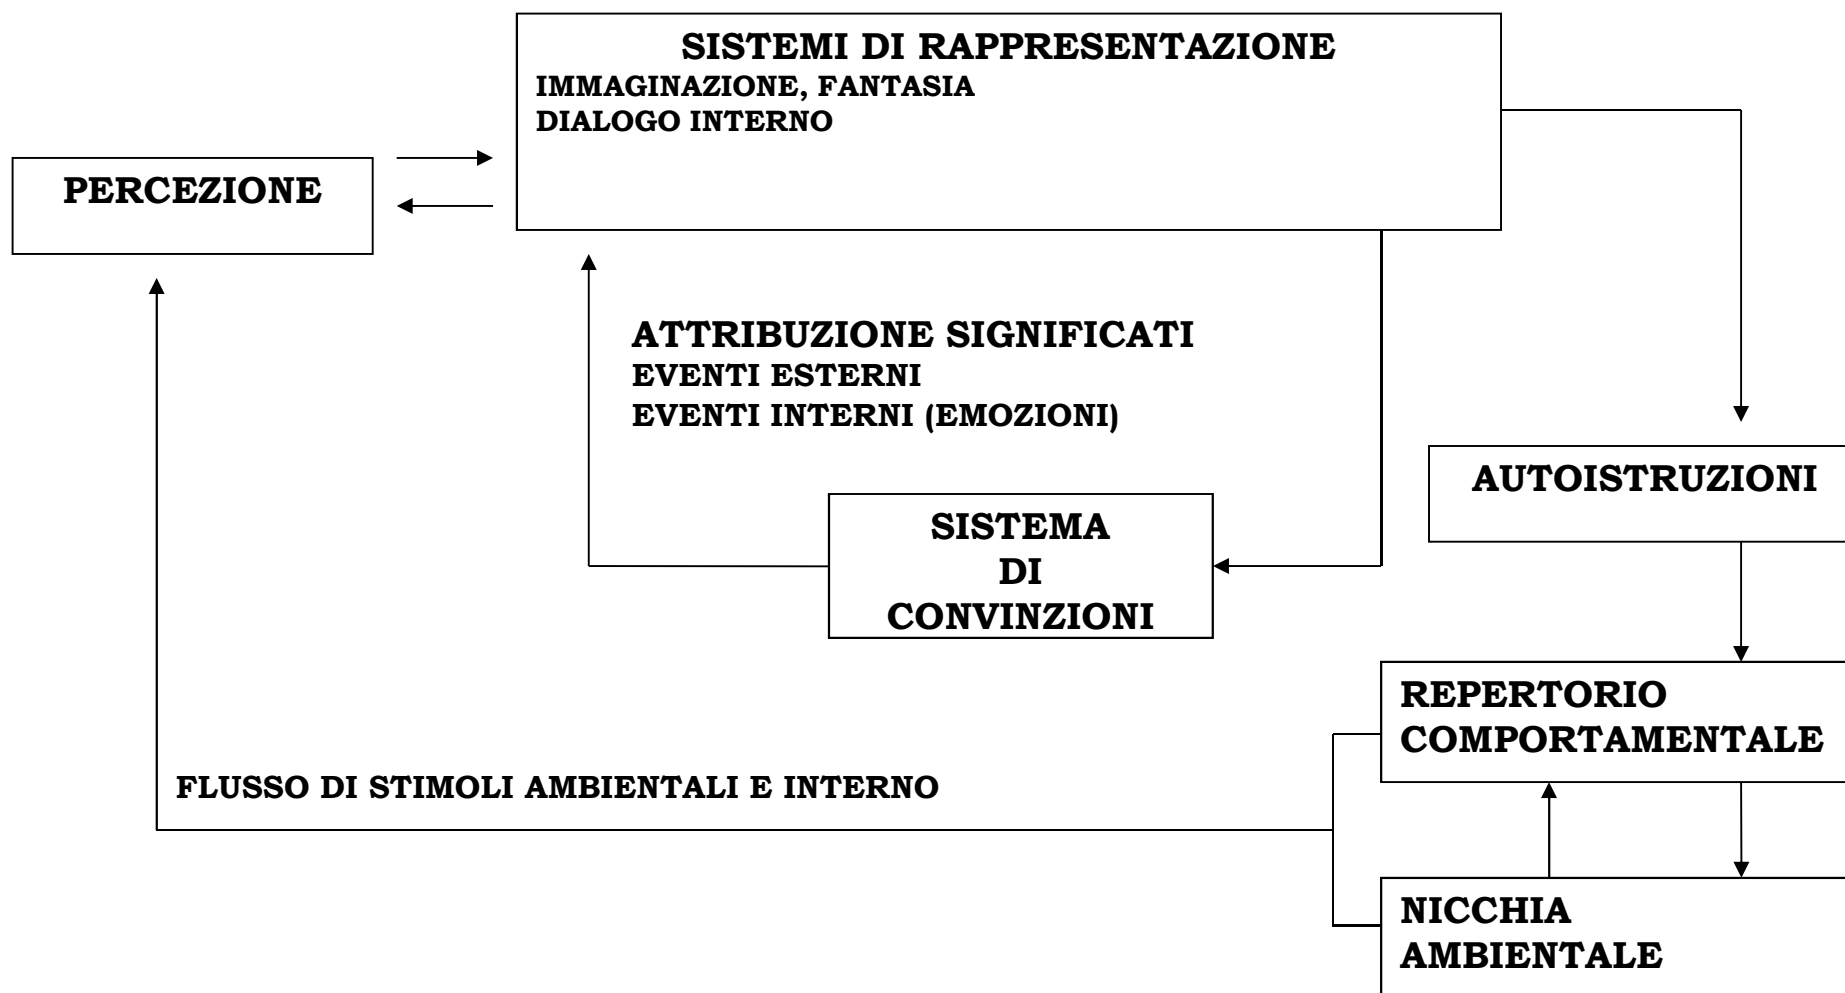 SISTEMI DI RAPPRESENTAZIONE
IMMAGINAZIONE, FANTASIA
DIALOGO INTERNO
PERCEZIONE
ATTRIBUZIONE SIGNIFICATI
EVENTI ESTERNI
EVENTI INTERNI (EMOZIONI)
AUTOISTRUZIONI
SISTEMA
DI
CONVINZIONI
REPERTORIO
COMPORTAMENTALE
FLUSSO DI STIMOLI AMBIENTALI E INTERNO
NICCHIA
AMBIENTALE